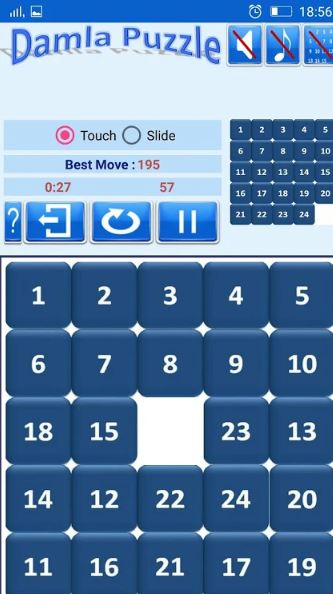 18:56
Damla Puzzle
Touch Slide
Best Move : 195
0:27 57
?
1 2 3 4 5
6 7 8 9 10
11 12 13 14 15
16 17 18 19 20
21 22 23 24
1 2 3 4 5
6 7 8 9 10
18 15 23 13
14 12 22 24 20
11 16 21 17 19